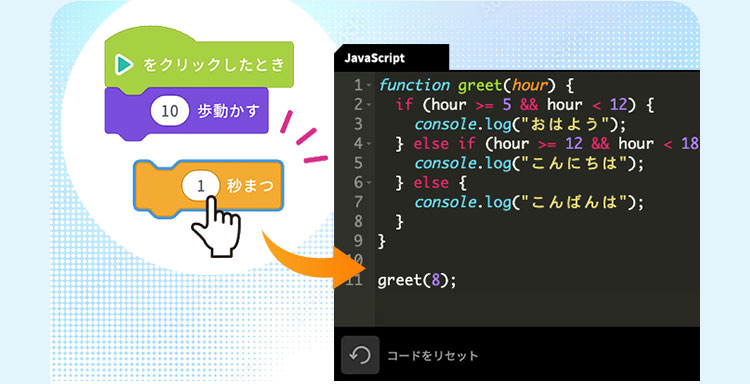 をクリックしたとき
10 歩動かす
1 秒まつ
JavaScript
1 function greet(hour) {
2 if (hour >= 5 && hour < 12) {
3 console.log("おはよう");
4 } else if (hour >= 12 && hour < 18
5 console.log("こんにちは");
6 } else {
7 console.log("こんばんは");
8 }
9 }
10
11 greet(8);
コードをリセット